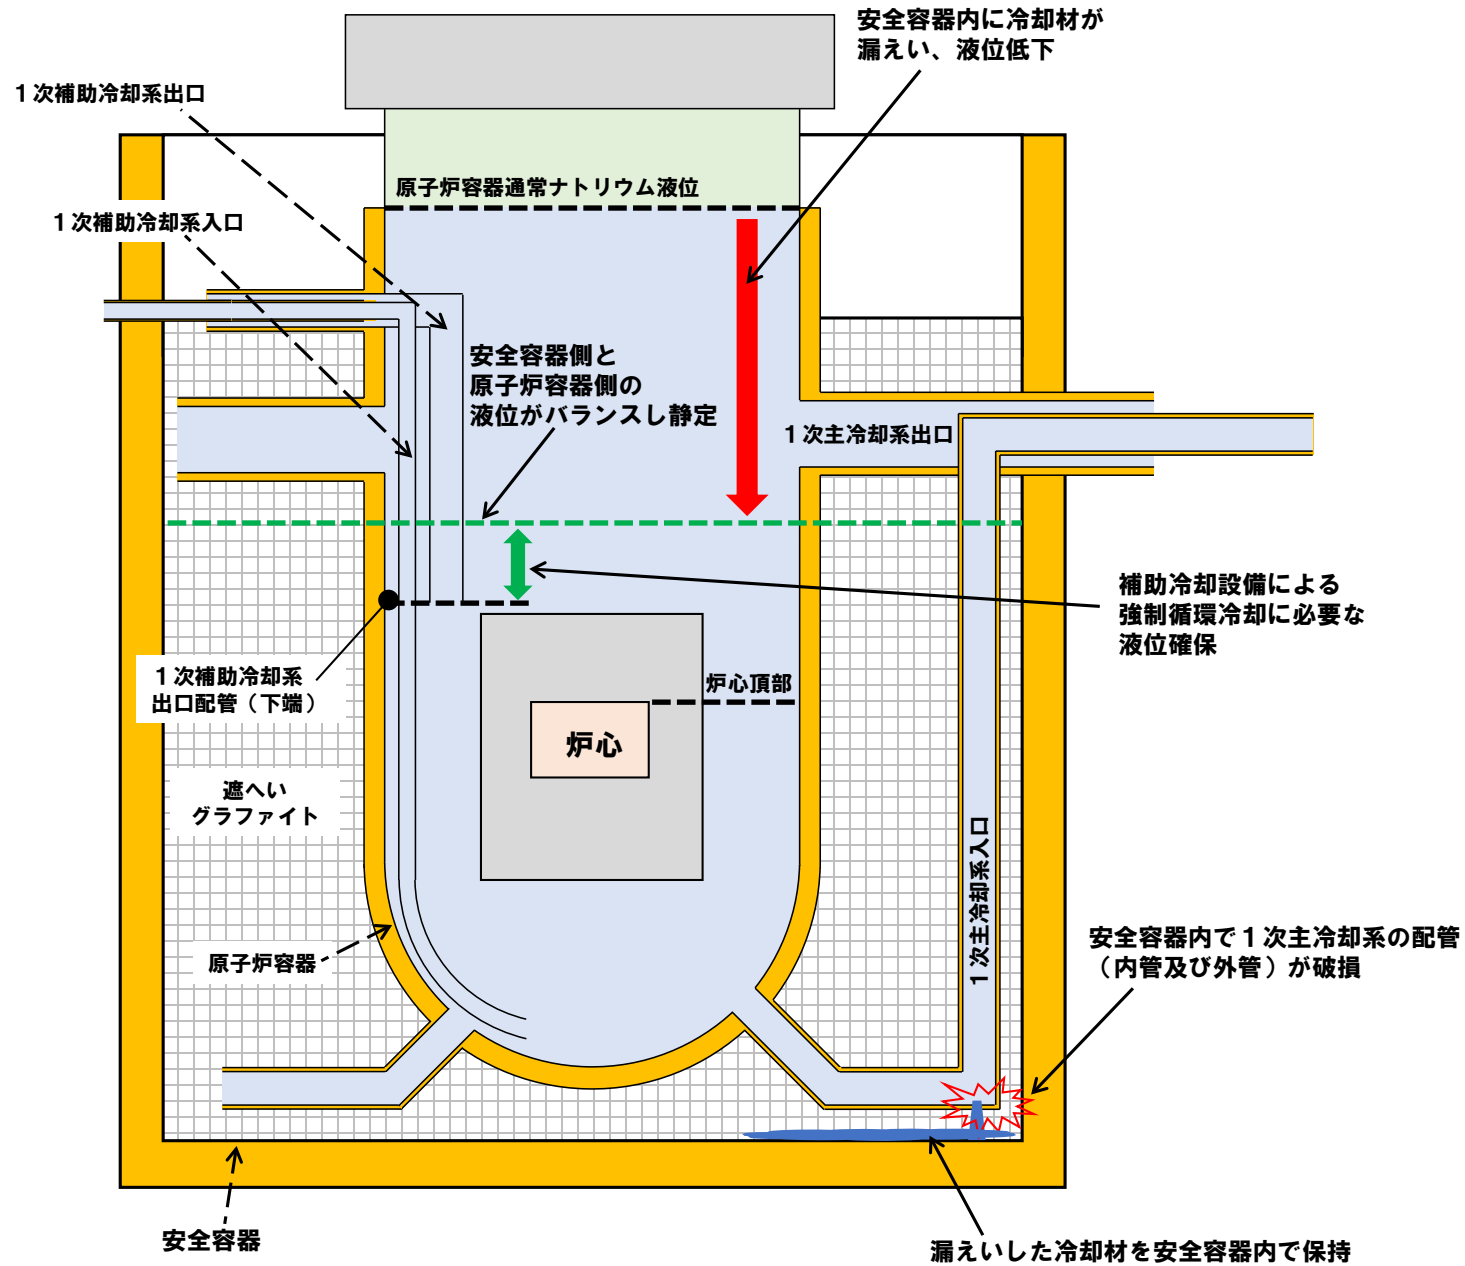 安全容器内に冷却材が
漏えい、液位低下
１次補助冷却系出口
原子炉容器通常ナトリウム液位
１次補助冷却系入口
安全容器側と
原子炉容器側の
液位がバランスし静定
１次主冷却系出口
補助冷却設備による
強制循環冷却に必要な
液位確保
１次補助冷却系
出口配管（下端）
炉心頂部
炉心
遮へい
グラファイト
１次主冷却系入口
原子炉容器
安全容器内で１次主冷却系の配管
（内管及び外管）が破損
安全容器
漏えいした冷却材を安全容器内で保持